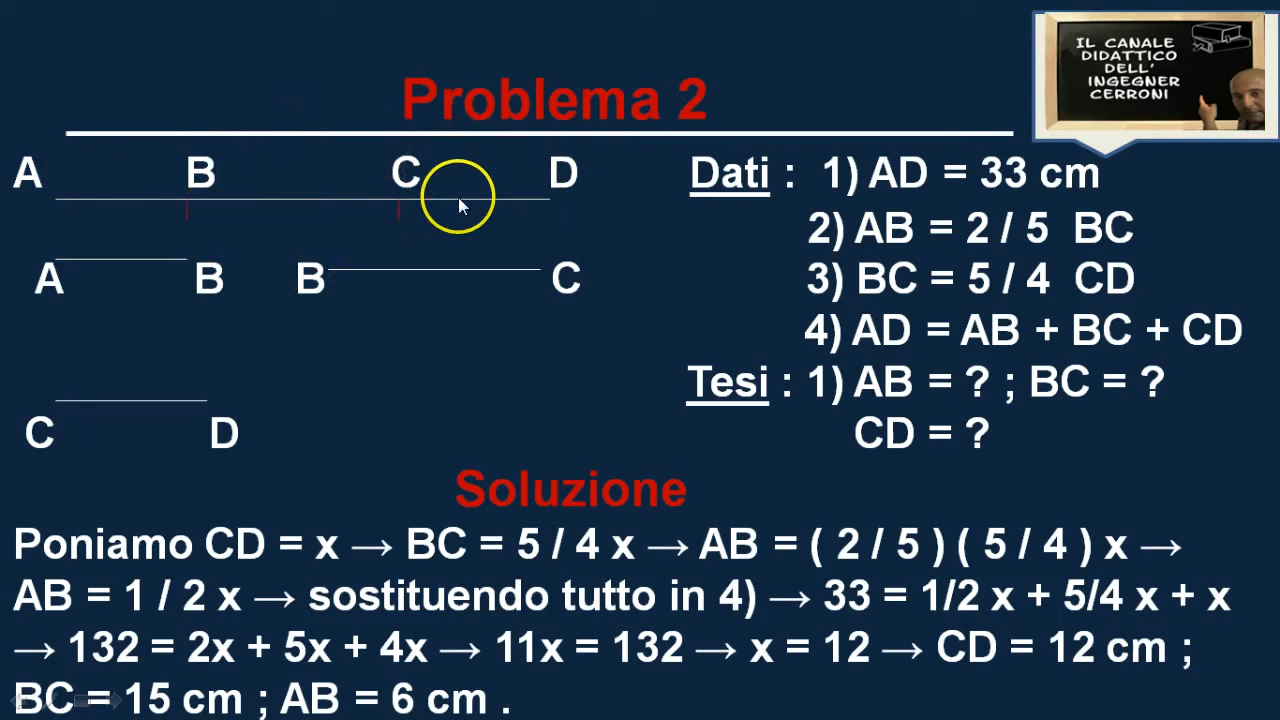 IL CANALE
DIDATTICO
DELL'
INGEGNER
CERRONI
Problema 2
A B C D
Dati : 1) AD = 33 cm
2) AB = 2 / 5 BC
A B B C
3) BC = 5 / 4 CD
4) AD = AB + BC + CD
Tesi : 1) AB = ? ; BC = ?
C D
CD = ?
Soluzione
Poniamo CD = x → BC = 5 / 4 x → AB = ( 2 / 5 ) ( 5 / 4 ) x →
AB = 1 / 2 x → sostituendo tutto in 4) → 33 = 1/2 x + 5/4 x + x
→ 132 = 2x + 5x + 4x → 11x = 132 → x = 12 → CD = 12 cm ;
BC = 15 cm ; AB = 6 cm .